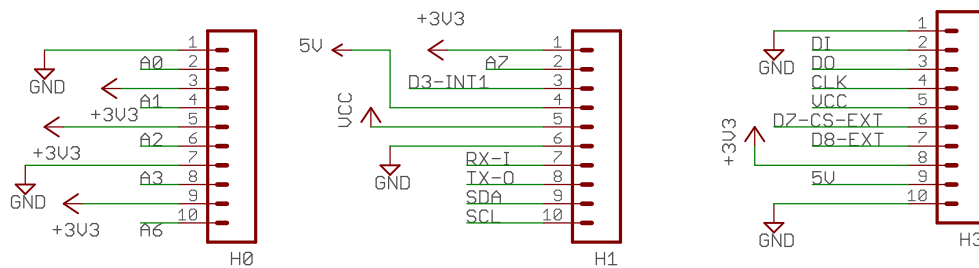 1
GND
A0
2
3
+3V3
A1
4
5
+3V3
A2
6
7
GND
A3
8
9
+3V3
A6
10
H0
+3V3
1
A7
2
D3-INT1
3
5V
4
VCC
5
6
GND
RX-I
7
TX-O
8
SDA
9
SCL
10
H1
1
GND
DI
2
DO
3
CLK
4
VCC
5
D7-CS-EXT
6
D8-EXT
7
+3V3
8
5V
9
10
GND
H3